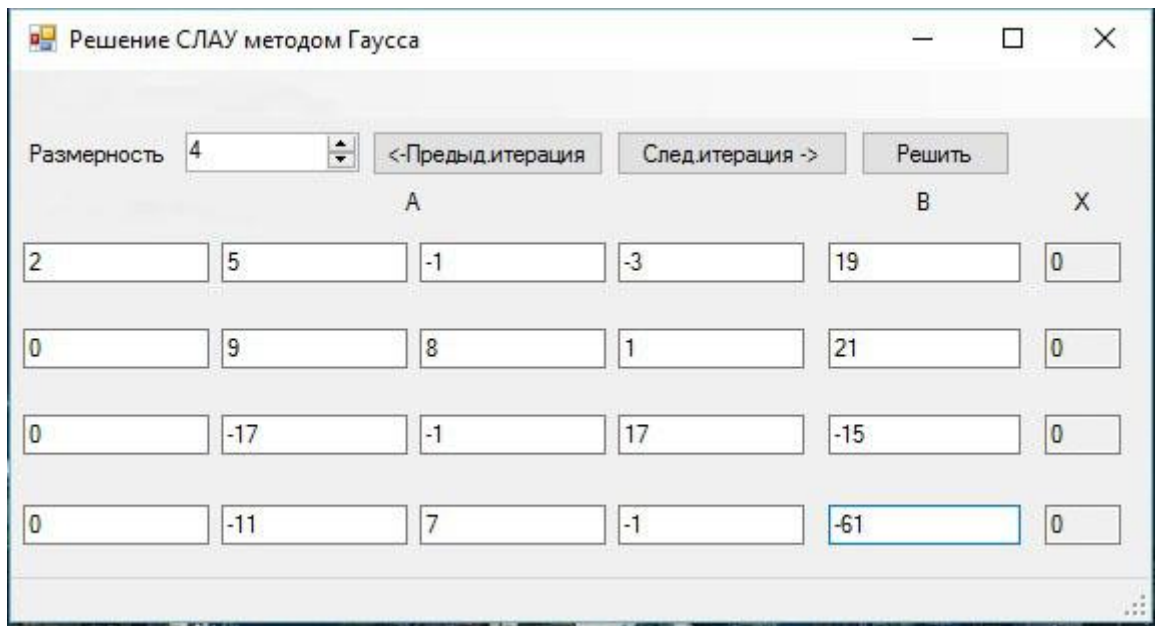 Решение СЛАУ методом Гаусса
Размерность 4 <-Предыд.итерация След.итерация -> Решить
A B X
2 5 -1 -3 19 0
0 9 8 1 21 0
0 -17 -1 17 -15 0
0 -11 7 -1 -61 0